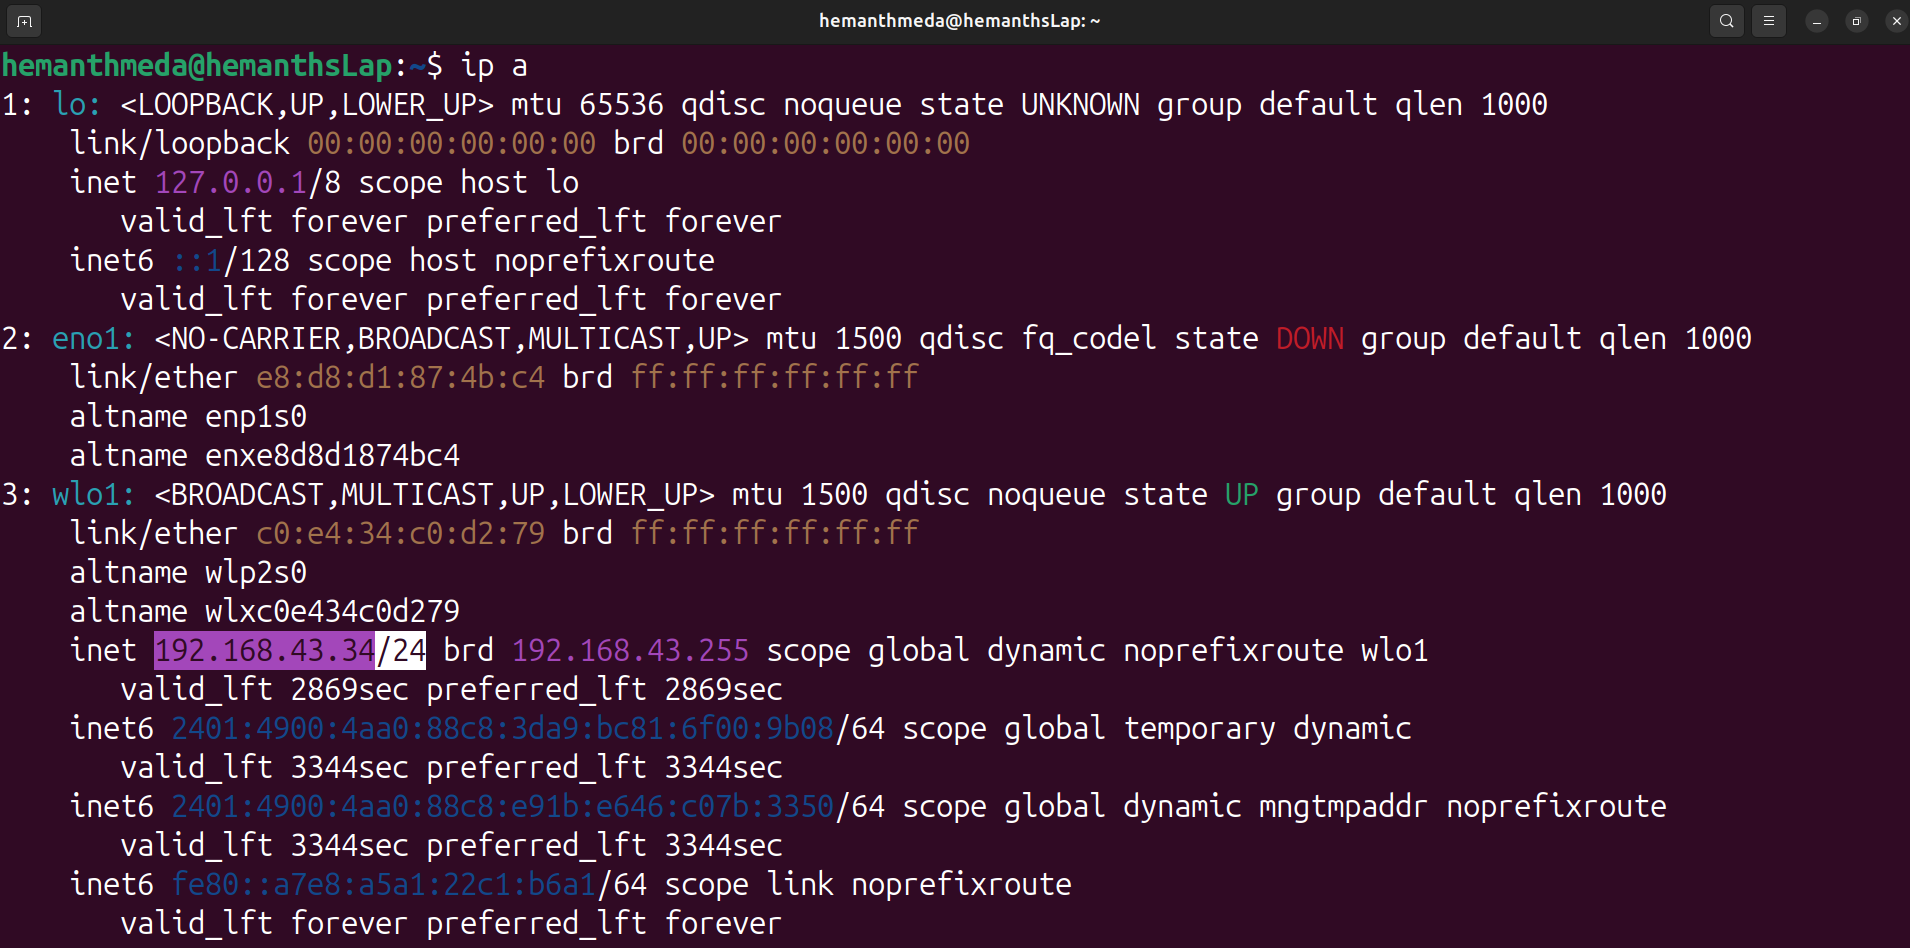 hemanthmeda@hemanthsLap: ~
hemanthmeda@hemanthsLap:~$ ip a
1: lo: <LOOPBACK,UP,LOWER_UP> mtu 65536 qdisc noqueue state UNKNOWN group default qlen 1000
    link/loopback 00:00:00:00:00:00 brd 00:00:00:00:00:00
    inet 127.0.0.1/8 scope host lo
       valid_lft forever preferred_lft forever
    inet6 ::1/128 scope host noprefixroute
       valid_lft forever preferred_lft forever
2: eno1: <NO-CARRIER,BROADCAST,MULTICAST,UP> mtu 1500 qdisc fq_codel state DOWN group default qlen 1000
    link/ether e8:d8:d1:87:4b:c4 brd ff:ff:ff:ff:ff:ff
    altname enp1s0
    altname enxe8d8d1874bc4
3: wlo1: <BROADCAST,MULTICAST,UP,LOWER_UP> mtu 1500 qdisc noqueue state UP group default qlen 1000
    link/ether c0:e4:34:c0:d2:79 brd ff:ff:ff:ff:ff:ff
    altname wlp2s0
    altname wlxc0e434c0d279
    inet 192.168.43.34/24 brd 192.168.43.255 scope global dynamic noprefixroute wlo1
       valid_lft 2869sec preferred_lft 2869sec
    inet6 2401:4900:4aa0:88c8:3da9:bc81:6f00:9b08/64 scope global temporary dynamic
       valid_lft 3344sec preferred_lft 3344sec
    inet6 2401:4900:4aa0:88c8:e91b:e646:c07b:3350/64 scope global dynamic mngtmpaddr noprefixroute
       valid_lft 3344sec preferred_lft 3344sec
    inet6 fe80::a7e8:a5a1:22c1:b6a1/64 scope link noprefixroute
       valid_lft forever preferred_lft forever